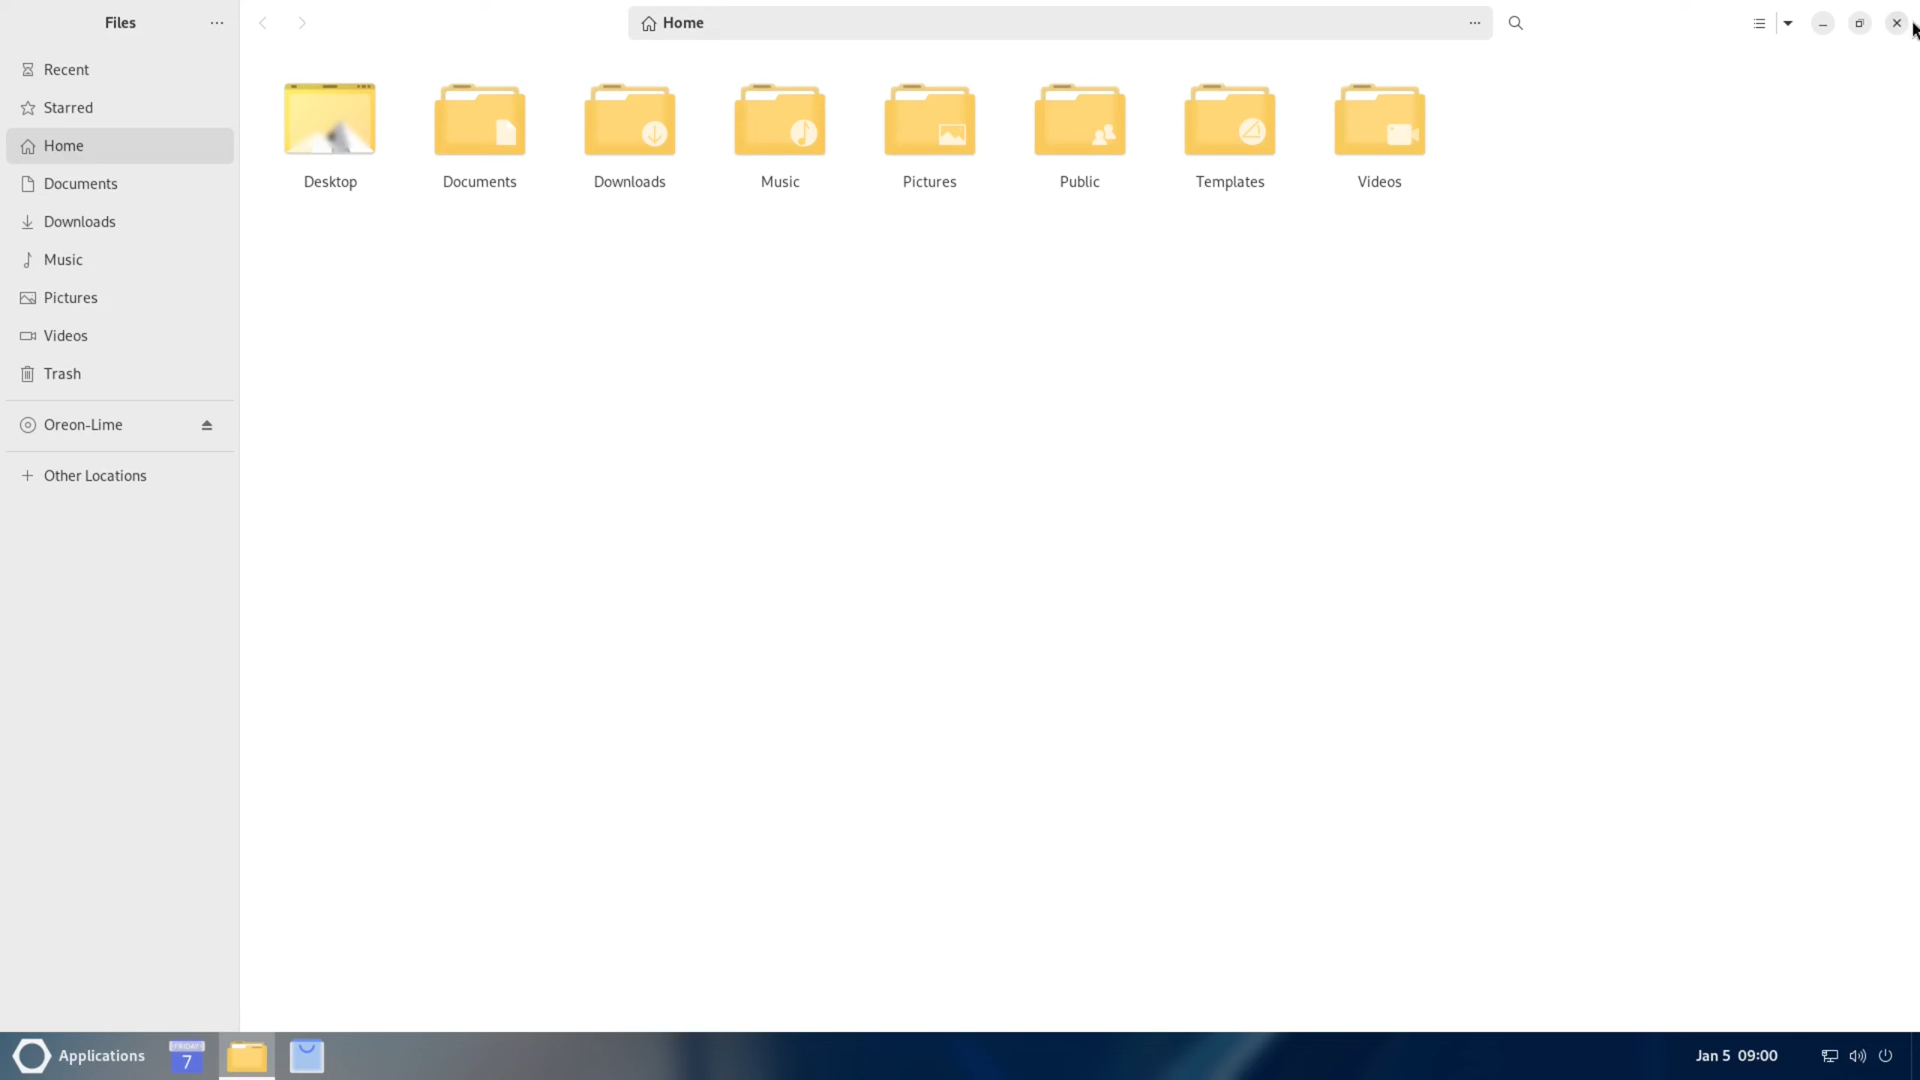 Files
Home
Recent
Starred
Home
Documents
Downloads
Music
Pictures
Videos
Trash
Oreon-Lime
Other Locations
Desktop
Documents
Downloads
Music
Pictures
Public
Templates
Videos
Applications
FRIDAY
7
Jan 5 09:00